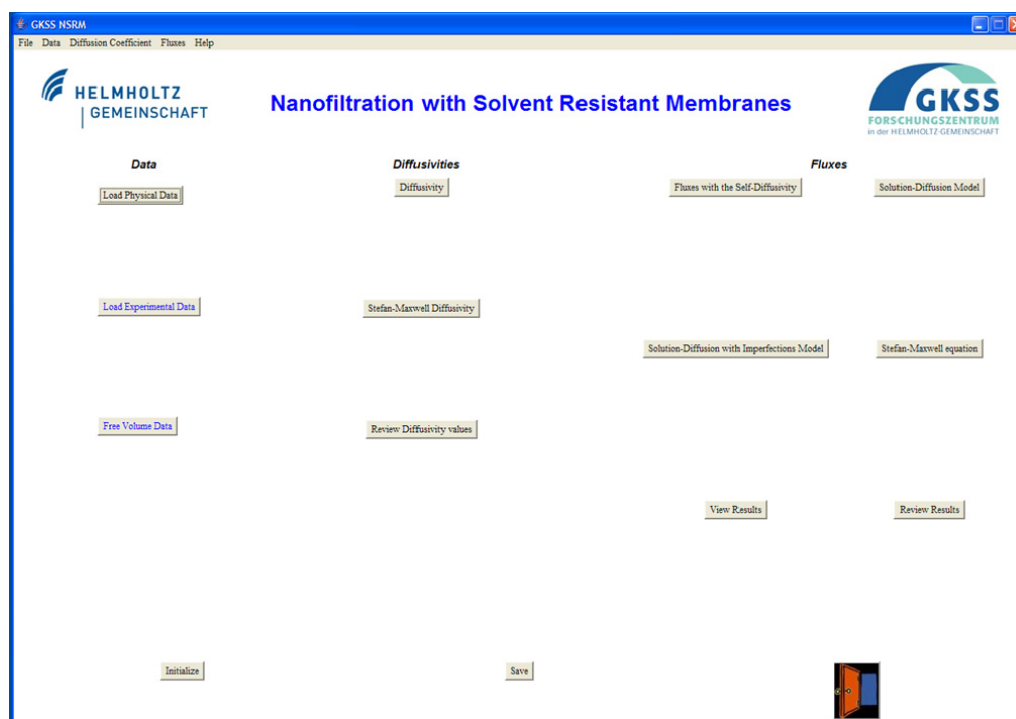 GKSS NSRM
File Data Diffusion Coefficient Fluxes Help
HELMHOLTZ
GEMEINSCHAFT
Nanofiltration with Solvent Resistant Membranes
GKSS
FORSCHUNGSZENTRUM
in der HELMHOLTZ-GEMEINSCHAFT
Data Diffusivities Fluxes
Load Physical Data Diffusivity Fluxes with the Self-Diffusivity Solution-Diffusion Model
Load Experimental Data Stefan-Maxwell Diffusivity
Solution-Diffusion with Imperfections Model Stefan-Maxwell equation
Free Volume Data Review Diffusivity values
View Results Review Results
Initialize Save